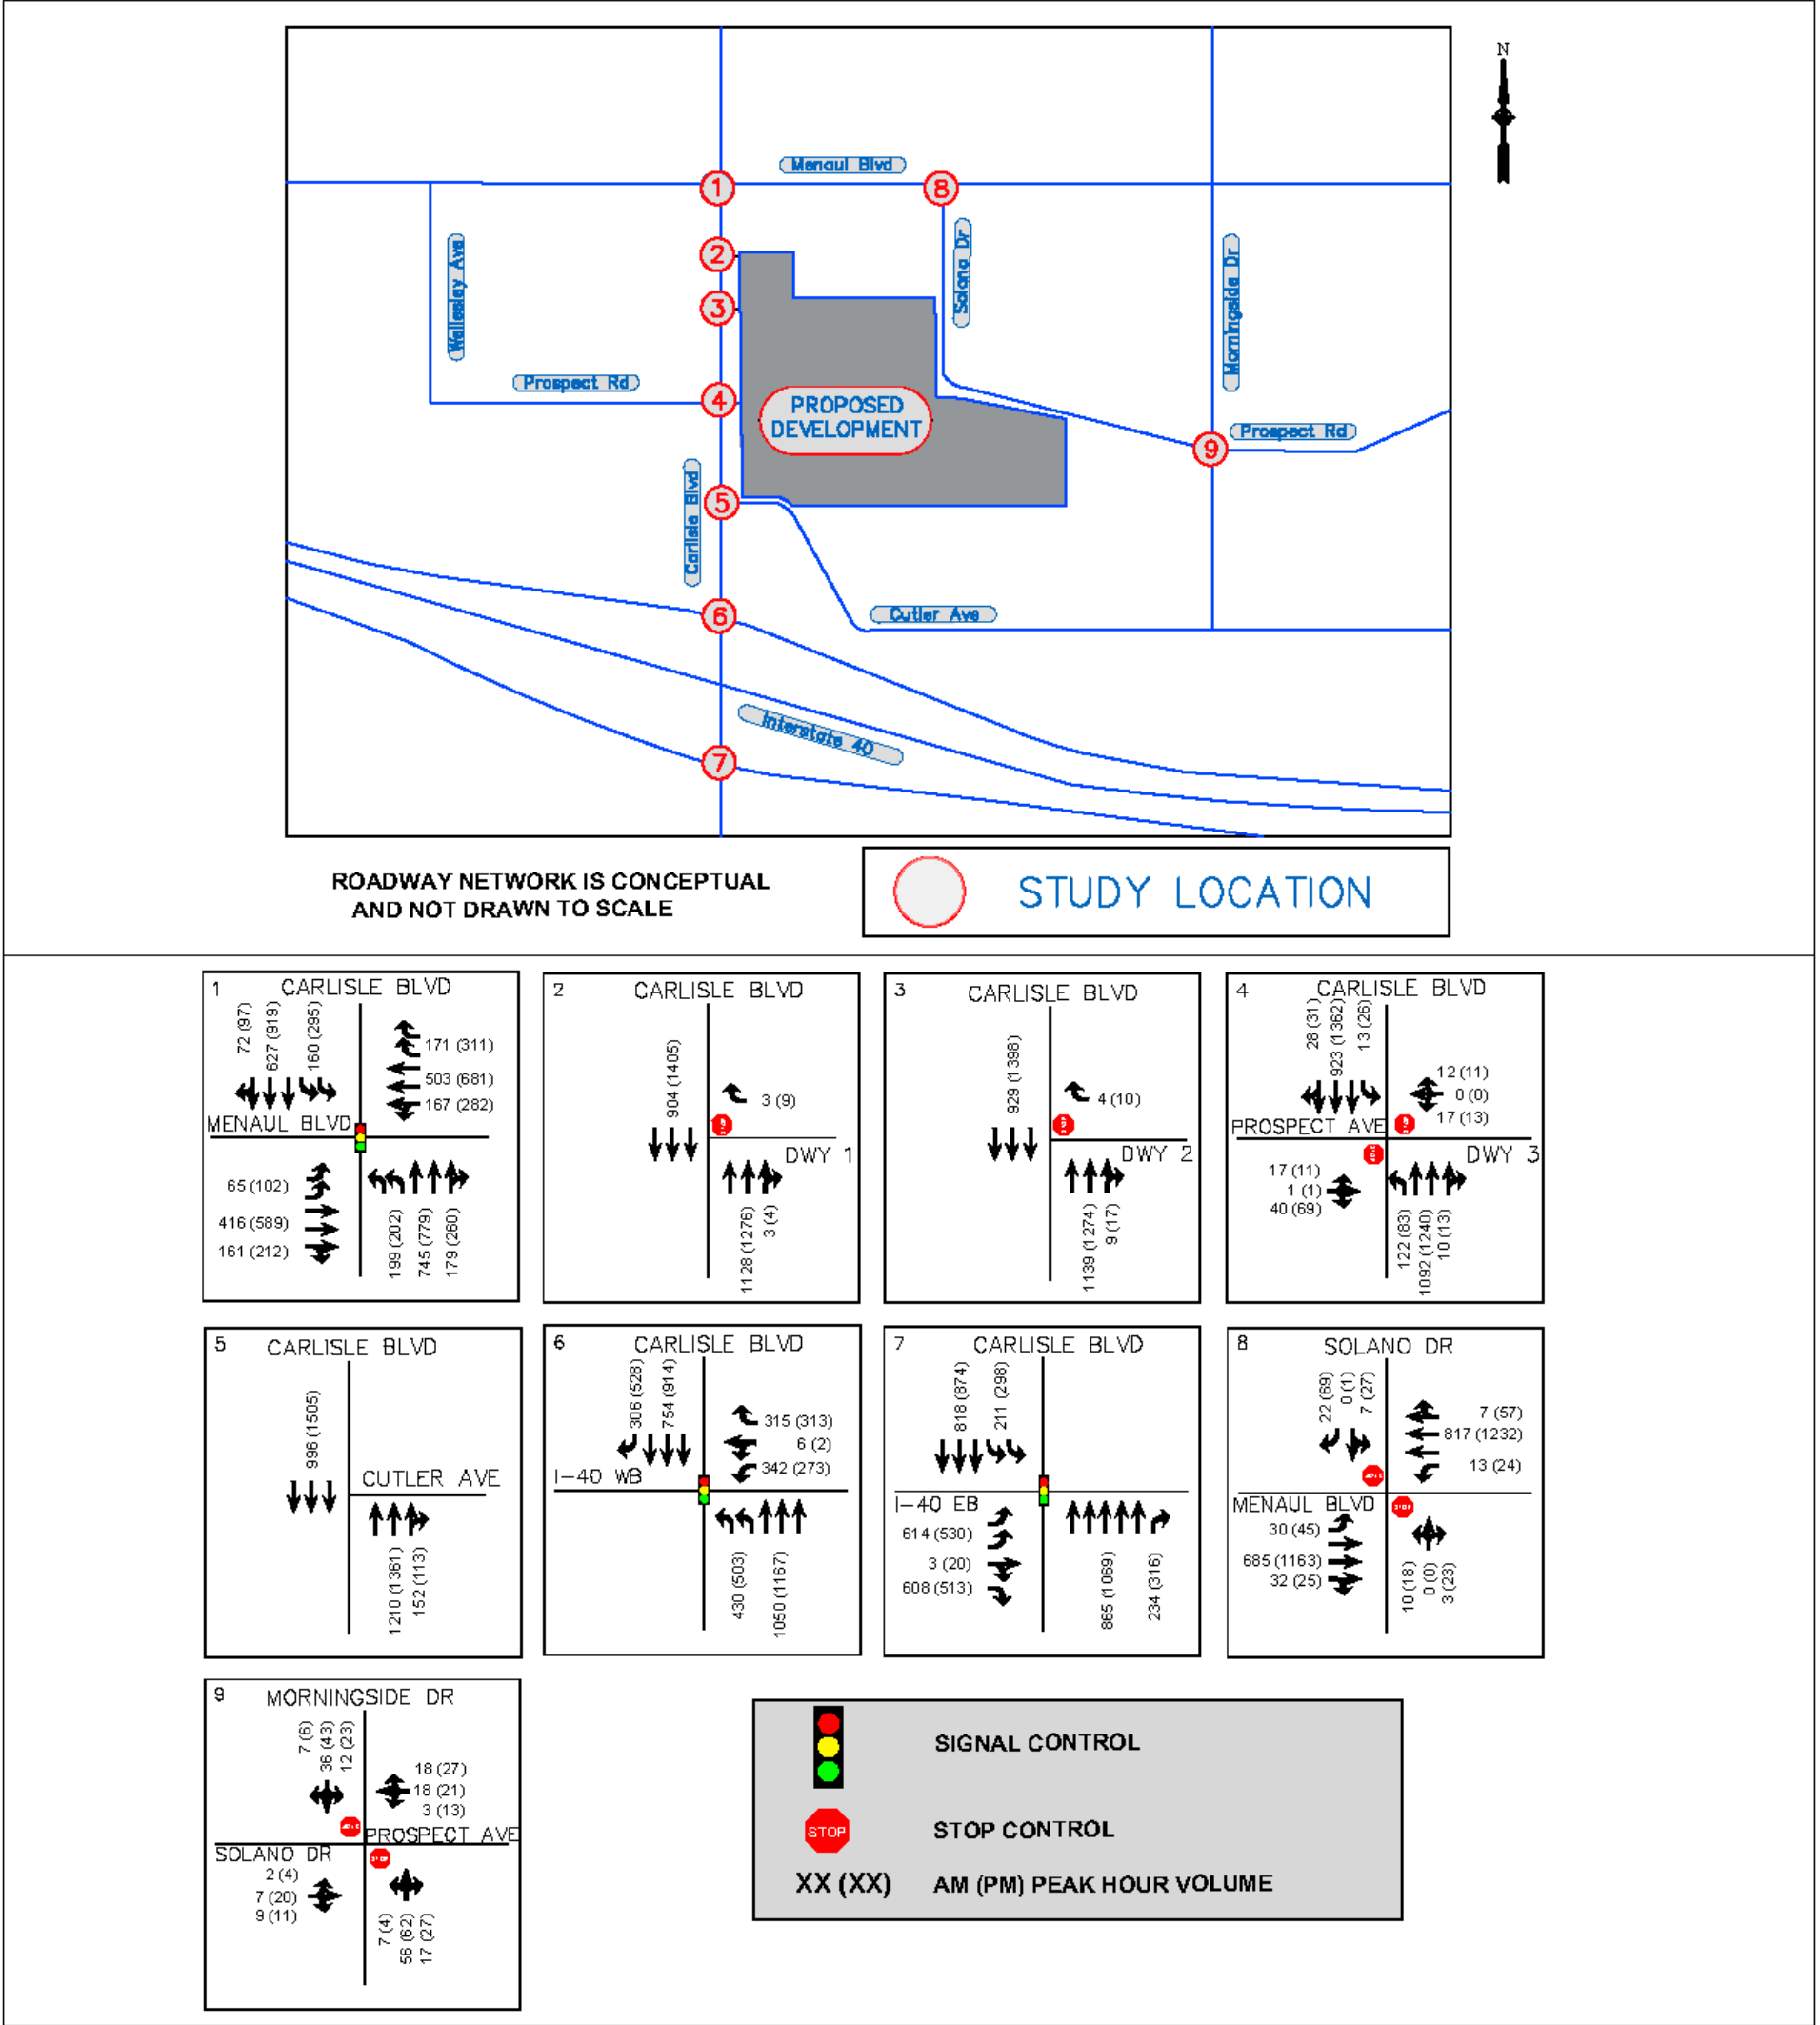 N
Menaul Blvd
1
8
2
3
Wellesley Ave
Solano Dr
Morningside Dr
Prospect Rd
4
PROPOSED
DEVELOPMENT
Prospect Rd
9
Carlisle Blvd
5
6
Cutler Ave
Interstate 40
7
ROADWAY NETWORK IS CONCEPTUAL
AND NOT DRAWN TO SCALE
STUDY LOCATION
1
CARLISLE BLVD
72 (97)
627 (919)
160 (295)
171 (311)
503 (681)
167 (282)
MENAUL BLVD
65 (102)
416 (589)
161 (212)
199 (202)
745 (779)
179 (260)
2
CARLISLE BLVD
904 (1405)
3 (9)
STOP
DWY 1
1128 (1276)
3 (4)
3
CARLISLE BLVD
929 (1398)
4 (10)
STOP
DWY 2
1139 (1274)
9 (17)
4
CARLISLE BLVD
28 (31)
923 (1362)
13 (26)
12 (11)
0 (0)
17 (13)
STOP
PROSPECT AVE
STOP
DWY 3
17 (11)
1 (1)
40 (69)
122 (83)
1092 (1240)
10 (13)
5
CARLISLE BLVD
996 (1505)
CUTLER AVE
1210 (1361)
152 (113)
6
CARLISLE BLVD
306 (528)
754 (914)
315 (313)
6 (2)
342 (273)
I-40 WB
430 (503)
1050 (1167)
7
CARLISLE BLVD
818 (874)
211 (298)
I-40 EB
614 (530)
3 (20)
608 (513)
865 (1069)
234 (316)
8
SOLANO DR
22 (69)
0 (1)
7 (27)
7 (57)
817 (1232)
13 (24)
STOP
MENAUL BLVD
STOP
30 (45)
685 (1163)
32 (25)
10 (18)
0 (0)
3 (23)
9
MORNINGSIDE DR
7 (6)
36 (43)
12 (23)
18 (27)
18 (21)
3 (13)
STOP
PROSPECT AVE
SOLANO DR
STOP
2 (4)
7 (20)
9 (11)
7 (4)
56 (62)
17 (27)
SIGNAL CONTROL
STOP
STOP CONTROL
XX (XX)
AM (PM) PEAK HOUR VOLUME